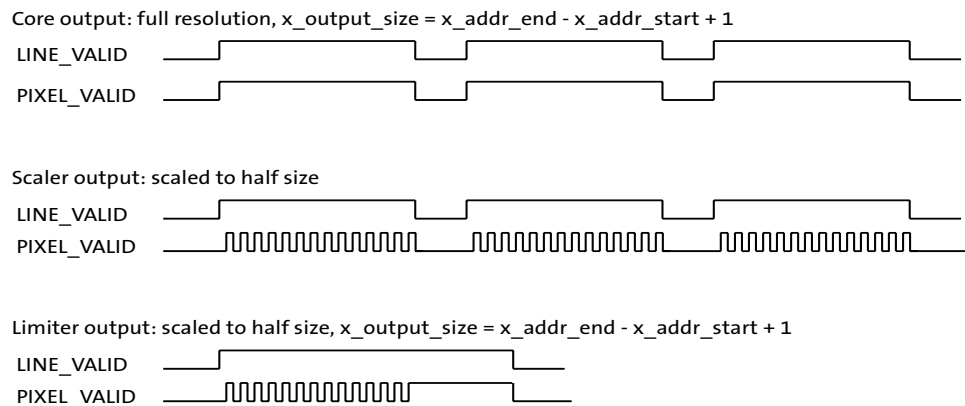 Core output: full resolution, x_output_size = x_addr_end - x_addr_start + 1
LINE_VALID
PIXEL_VALID
Scaler output: scaled to half size
LINE_VALID
PIXEL_VALID
Limiter output: scaled to half size, x_output_size = x_addr_end - x_addr_start + 1
LINE_VALID
PIXEL_VALID